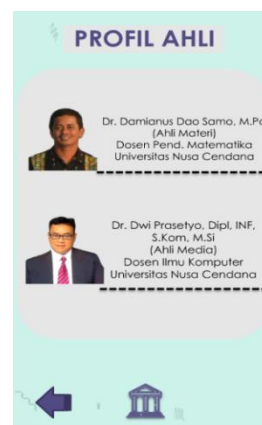 PROFIL AHLI
Dr. Damianus Dao Samo, M.Pd
(Ahli Materi)
Dosen Pend. Matematika
Universitas Nusa Cendana
Dr. Dwi Prasetyo, Dipl, INF,
S.Kom, M.Si
(Ahli Media)
Dosen Ilmu Komputer
Universitas Nusa Cendana